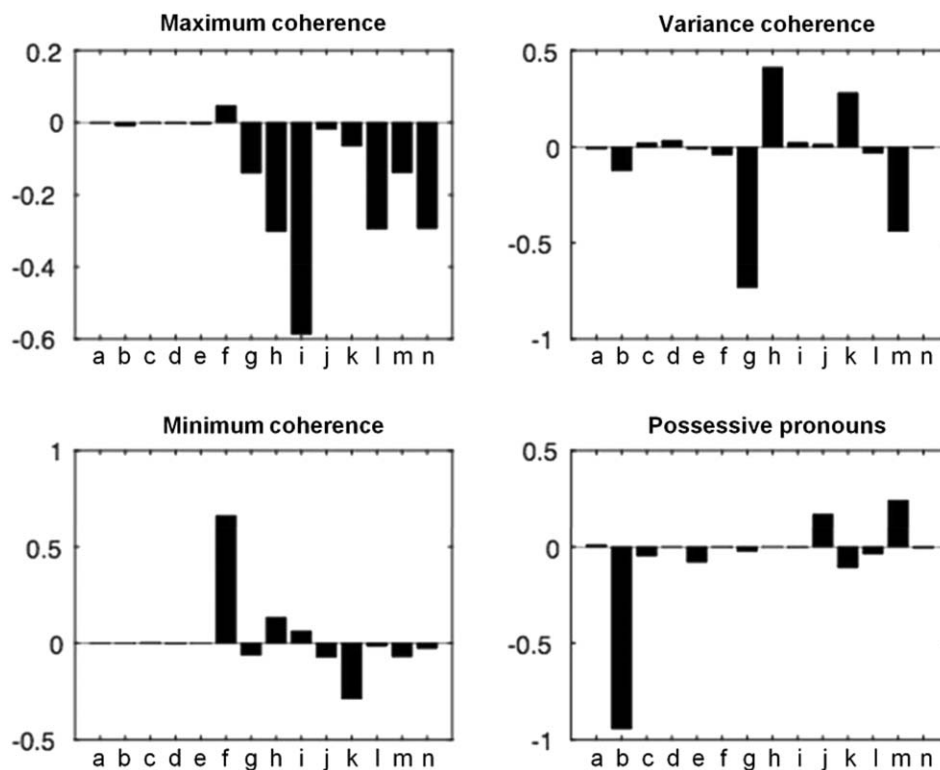 Maximum coherence
0.2
0
-0.2
-0.4
-0.6
a b c d e f g h i j k l m n
Variance coherence
0.5
0
-0.5
-1
a b c d e f g h i j k l m n
Minimum coherence
1
0.5
0
-0.5
a b c d e f g h i j k l m n
Possessive pronouns
0.5
0
-0.5
-1
a b c d e f g h i j k l m n